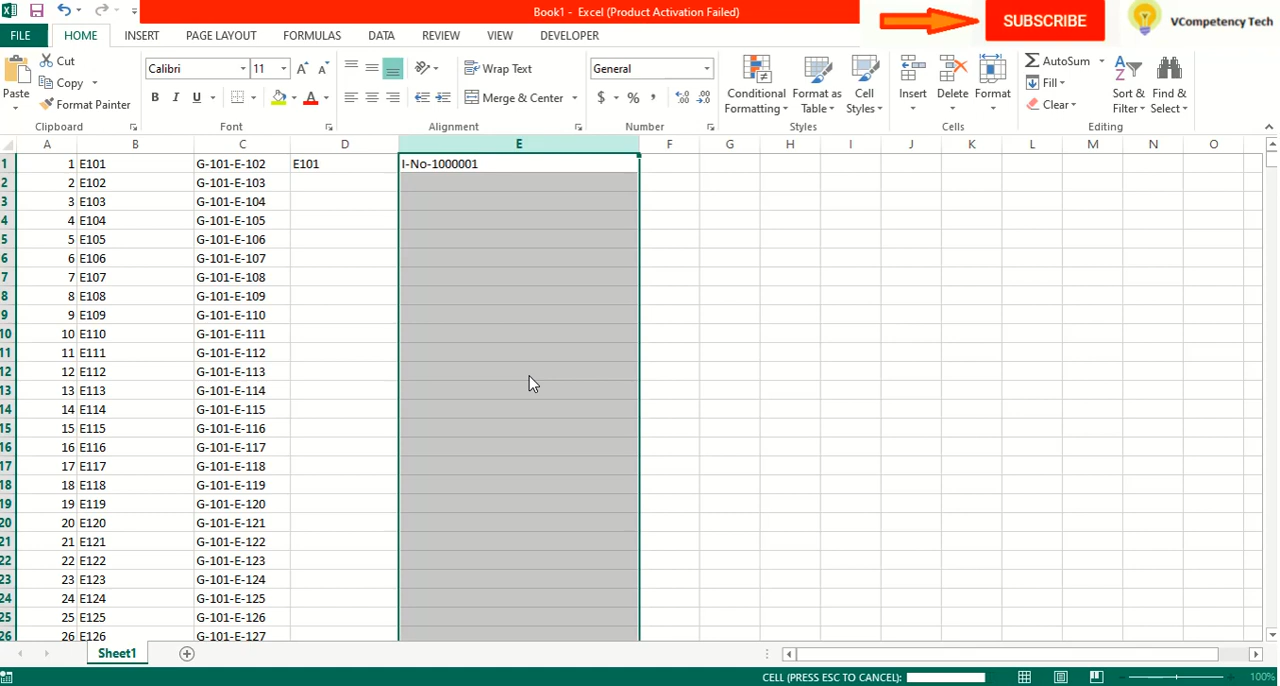 Book1 - Excel (Product Activation Failed)
SUBSCRIBE
VCompetency Tech
FILE HOME INSERT PAGE LAYOUT FORMULAS DATA REVIEW VIEW DEVELOPER
Paste
Cut
Copy
Format Painter
Clipboard
Calibri 11
B I U
Font
Wrap Text
Merge & Center
Alignment
General
$ % ,
Number
Conditional Formatting
Format as Table
Cell Styles
Styles
Insert
Delete
Format
Cells
AutoSum
Fill
Clear
Sort & Filter
Find & Select
Editing
A B C D E F G H I J K L M N O
1 1 E101 G-101-E-102 E101 I-No-1000001
2 2 E102 G-101-E-103
3 3 E103 G-101-E-104
4 4 E104 G-101-E-105
5 5 E105 G-101-E-106
6 6 E106 G-101-E-107
7 7 E107 G-101-E-108
8 8 E108 G-101-E-109
9 9 E109 G-101-E-110
10 10 E110 G-101-E-111
11 11 E111 G-101-E-112
12 12 E112 G-101-E-113
13 13 E113 G-101-E-114
14 14 E114 G-101-E-115
15 15 E115 G-101-E-116
16 16 E116 G-101-E-117
17 17 E117 G-101-E-118
18 18 E118 G-101-E-119
19 19 E119 G-101-E-120
20 20 E120 G-101-E-121
21 21 E121 G-101-E-122
22 22 E122 G-101-E-123
23 23 E123 G-101-E-124
24 24 E124 G-101-E-125
25 25 E125 G-101-E-126
26 26 E126 G-101-E-127
Sheet1
CELL (PRESS ESC TO CANCEL):
100%